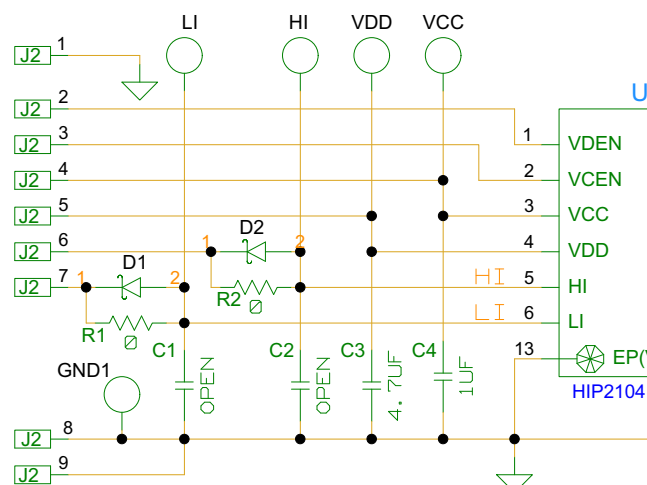 LI HI VDD VCC
J2 1
J2 2
U
J2 3
1 VDEN
J2 4
2 VCEN
J2 5
3 VCC
J2 6 1 D2 2
4 VDD
J2 7 1 D1 2
R2 0
HI 5 HI
R1 0
LI 6 LI
C1 OPEN
C2 OPEN
C3 4.7UF
C4 1UF
13 EP(V
GND1
HIP2104
J2 8
J2 9